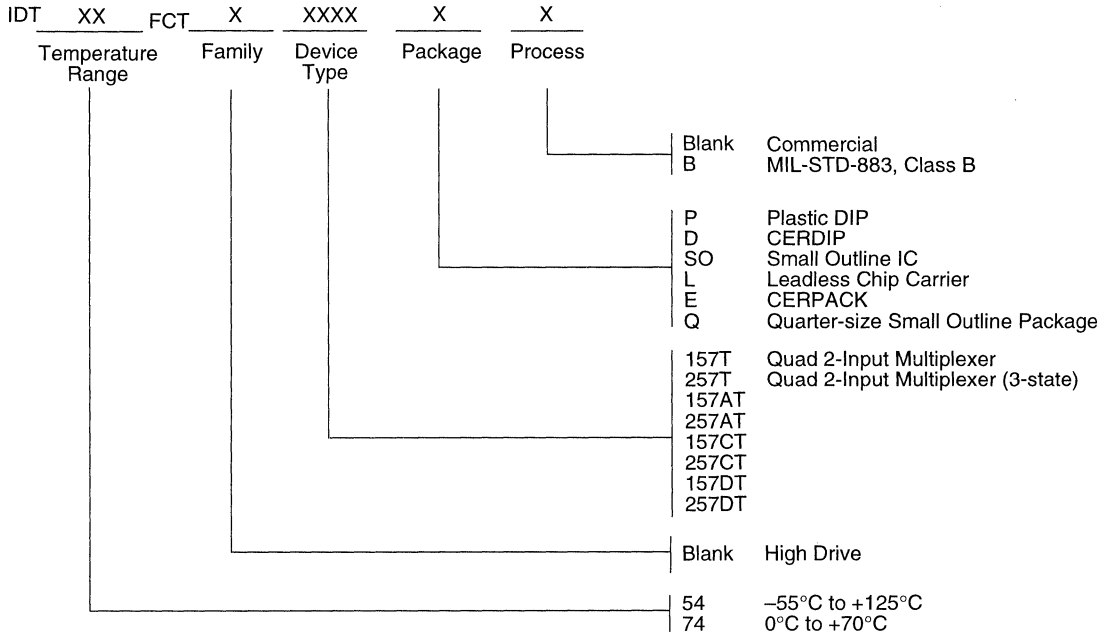 IDT XX FCT X XXXX X X
Temperature Range Family Device Type Package Process
Blank Commercial
B MIL-STD-883, Class B
P Plastic DIP
D CERDIP
SO Small Outline IC
L Leadless Chip Carrier
E CERPACK
Q Quarter-size Small Outline Package
157T Quad 2-Input Multiplexer
257T Quad 2-Input Multiplexer (3-state)
157AT
257AT
157CT
257CT
157DT
257DT
Blank High Drive
54 –55°C to +125°C
74 0°C to +70°C